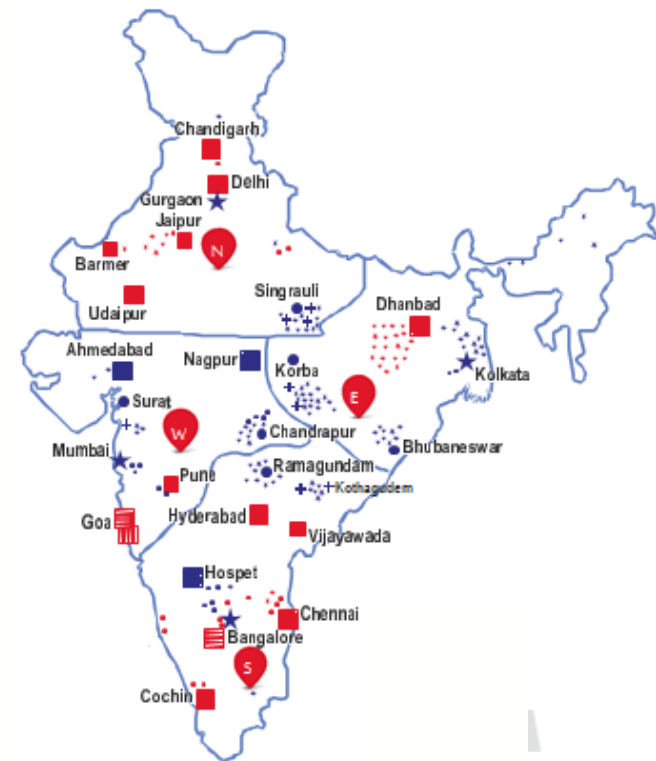 Chandigarh
Delhi
Gurgaon
Jaipur
N
Barmer
Singrauli
Udaipur
Dhanbad
Ahmedabad
Nagpur
Korba
Kolkata
Surat
E
W
Chandrapur
Bhubaneswar
Mumbai
Ramagundam
Pune
Kothagudem
Goa
Hyderabad
Vijayawada
Hospet
Chennai
Bangalore
S
Cochin